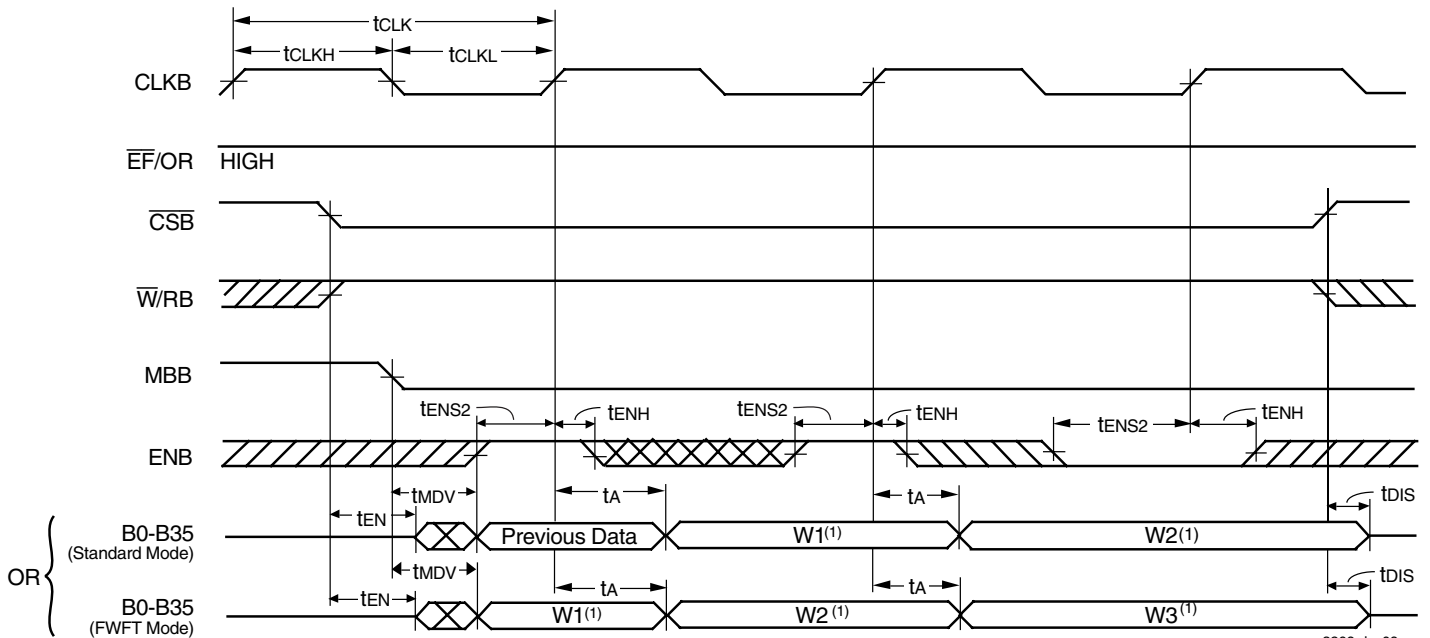 tCLK
tCLKH tCLKL
CLKB
EF/OR HIGH
CSB
W/RB
MBB
tENS2 tENH tENS2 tENH tENS2 tENH
ENB
tMDV tA tA tDIS
tEN
B0-B35 Previous Data W1(1) W2(1)
(Standard Mode)
OR
tMDV tA tA tDIS
tEN
B0-B35 W1(1) W2(1) W3(1)
(FWFT Mode)